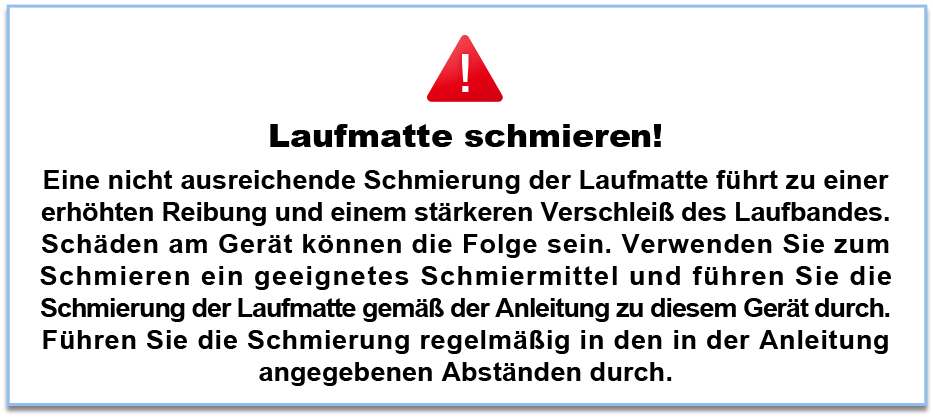 !
Laufmatte schmieren!
Eine nicht ausreichende Schmierung der Laufmatte führt zu einer
erhöhten Reibung und einem stärkeren Verschleiß des Laufbandes.
Schäden am Gerät können die Folge sein. Verwenden Sie zum
Schmieren ein geeignetes Schmiermittel und führen Sie die
Schmierung der Laufmatte gemäß der Anleitung zu diesem Gerät durch.
Führen Sie die Schmierung regelmäßig in den in der Anleitung
angegebenen Abständen durch.